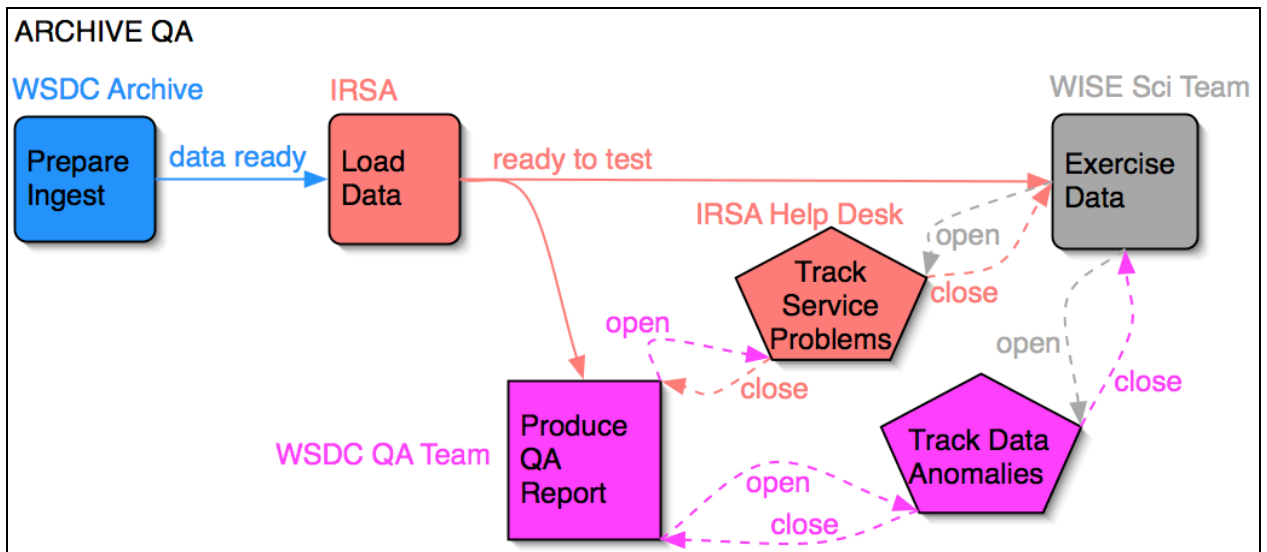 ARCHIVE QA
WSDC Archive
IRSA
WISE Sci Team
Prepare
Ingest
data ready
Load
Data
ready to test
Exercise
Data
IRSA Help Desk
open
close
Track
Service
Problems
open
close
open
close
WSDC QA Team
Produce
QA
Report
Track Data
Anomalies
open
close